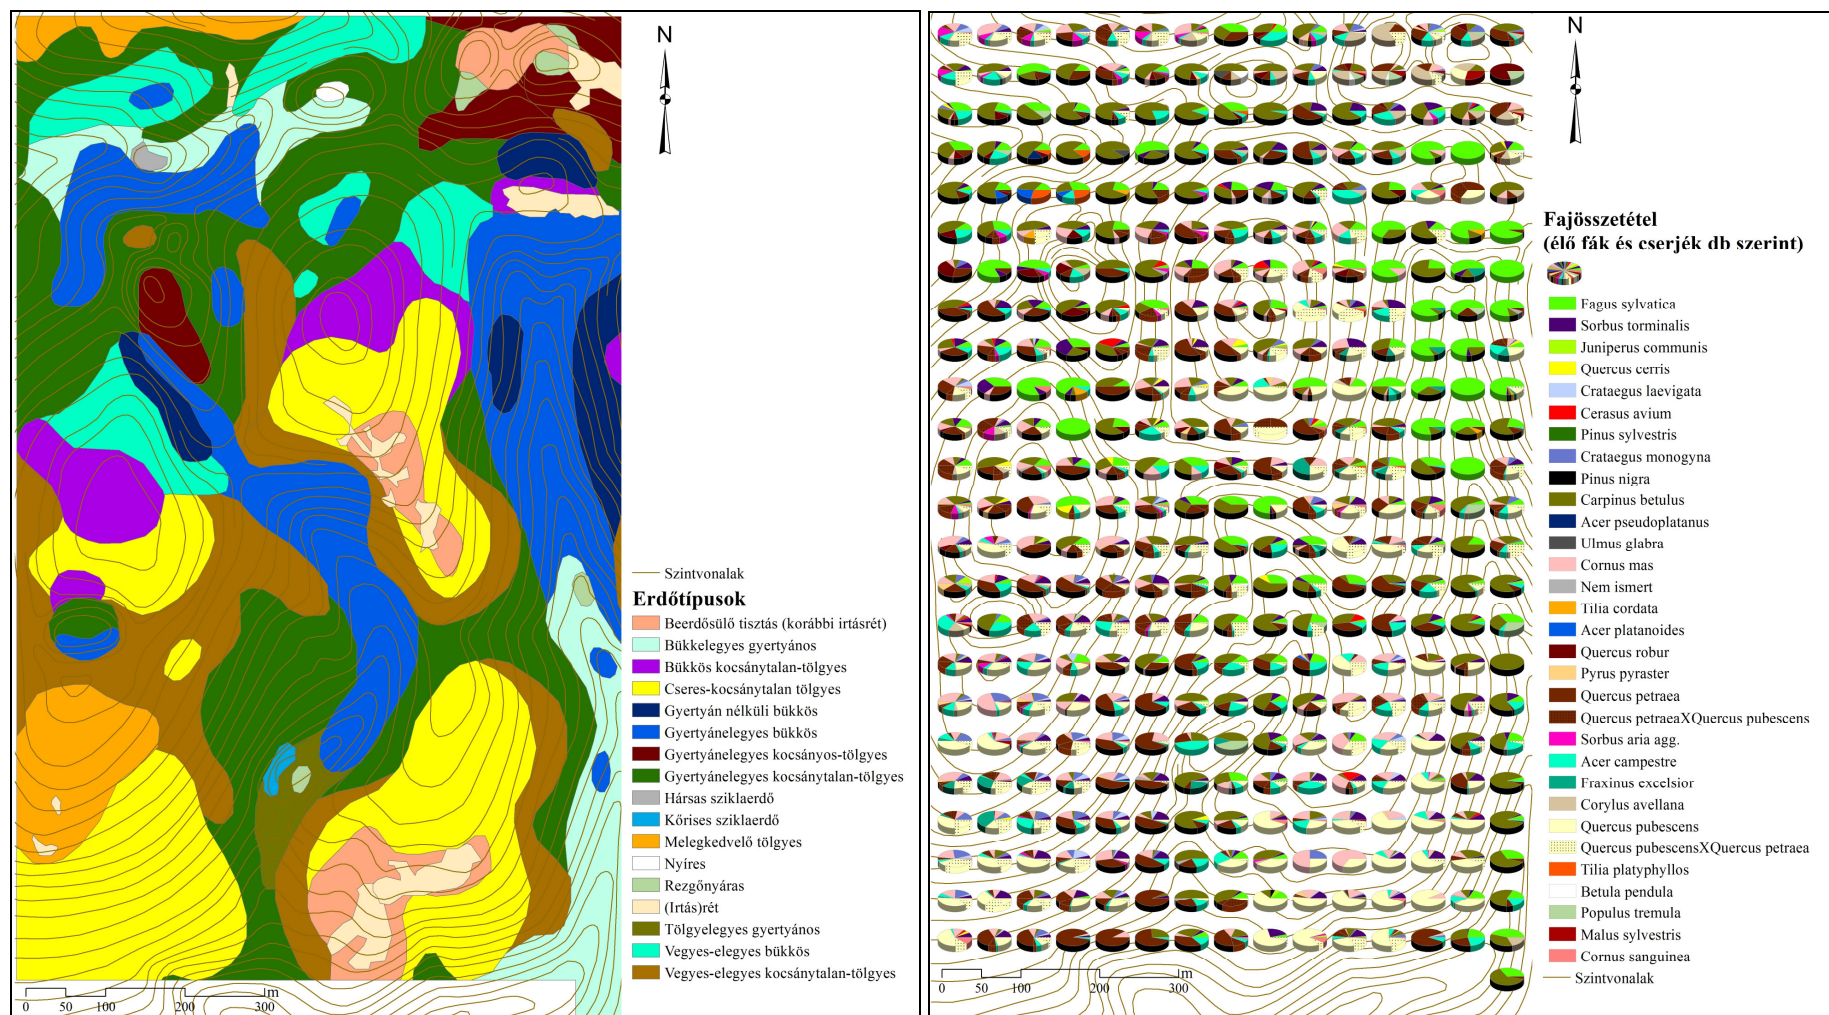 N
Szintvonalak
Erdőtípusok
Beerdősülő tisztás (korábbi irtásrét)
Bükkelegyes gyertyános
Bükkös kocsánytalan-tölgyes
Cseres-kocsánytalan tölgyes
Gyertyán nélküli bükkös
Gyertyánelegyes bükkös
Gyertyánelegyes kocsányos-tölgyes
Gyertyánelegyes kocsánytalan-tölgyes
Hársas sziklaerdő
Kőrises sziklaerdő
Melegkedvelő tölgyes
Nyíres
Rezgőnyáras
(Irtás)rét
Tölgyelegyes gyertyános
Vegyes-elegyes bükkös
Vegyes-elegyes kocsánytalan-tölgyes
m
0 50 100 200 300
N
Fajösszetétel
(élő fák és cserjék db szerint)
Fagus sylvatica
Sorbus torminalis
Juniperus communis
Quercus cerris
Crataegus laevigata
Cerasus avium
Pinus sylvestris
Crataegus monogyna
Pinus nigra
Carpinus betulus
Acer pseudoplatanus
Ulmus glabra
Cornus mas
Nem ismert
Tilia cordata
Acer platanoides
Quercus robur
Pyrus pyraster
Quercus petraea
Quercus petraeaXQuercus pubescens
Sorbus aria agg.
Acer campestre
Fraxinus excelsior
Corylus avellana
Quercus pubescens
Quercus pubescensXQuercus petraea
Tilia platyphyllos
Betula pendula
Populus tremula
Malus sylvestris
Cornus sanguinea
Szintvonalak
m
0 50 100 200 300